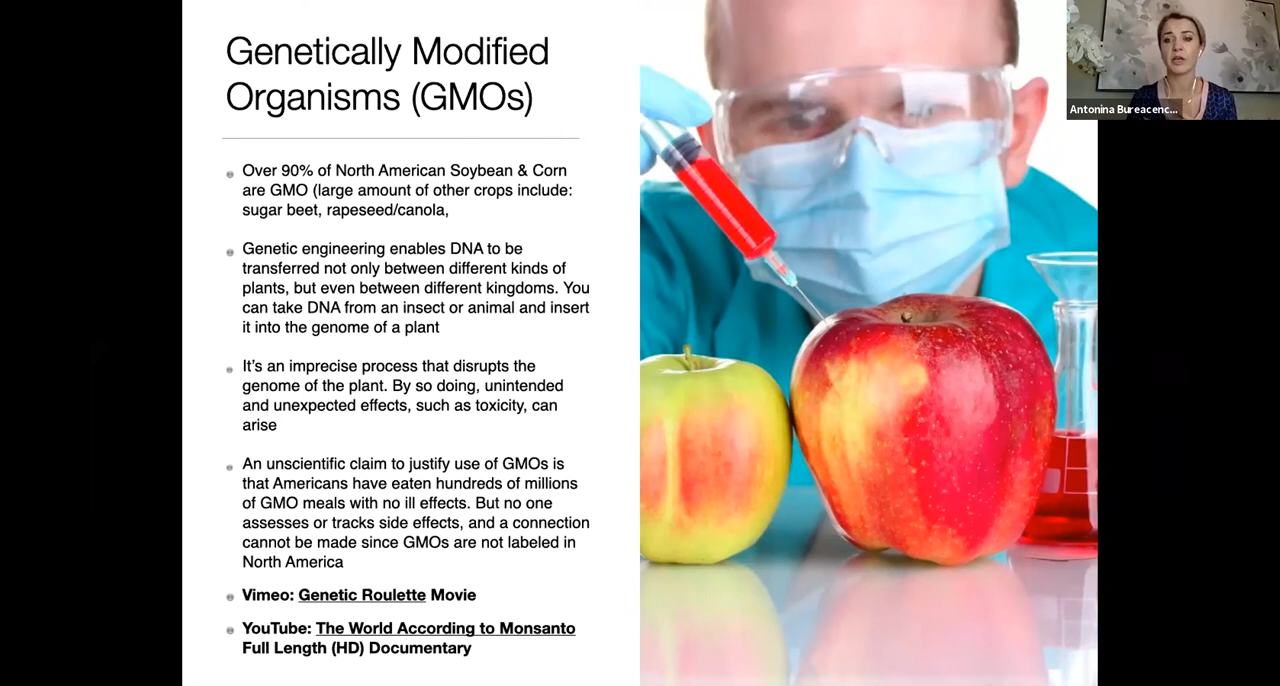 Genetically Modified
Organisms (GMOs)
Over 90% of North American Soybean & Corn
are GMO (large amount of other crops include:
sugar beet, rapeseed/canola,
Genetic engineering enables DNA to be
transferred not only between different kinds of
plants, but even between different kingdoms. You
can take DNA from an insect or animal and insert
it into the genome of a plant
It’s an imprecise process that disrupts the
genome of the plant. By so doing, unintended
and unexpected effects, such as toxicity, can
arise
An unscientific claim to justify use of GMOs is
that Americans have eaten hundreds of millions
of GMO meals with no ill effects. But no one
assesses or tracks side effects, and a connection
cannot be made since GMOs are not labeled in
North America
Vimeo: Genetic Roulette Movie
YouTube: The World According to Monsanto
Full Length (HD) Documentary
Antonina Bureacenc...